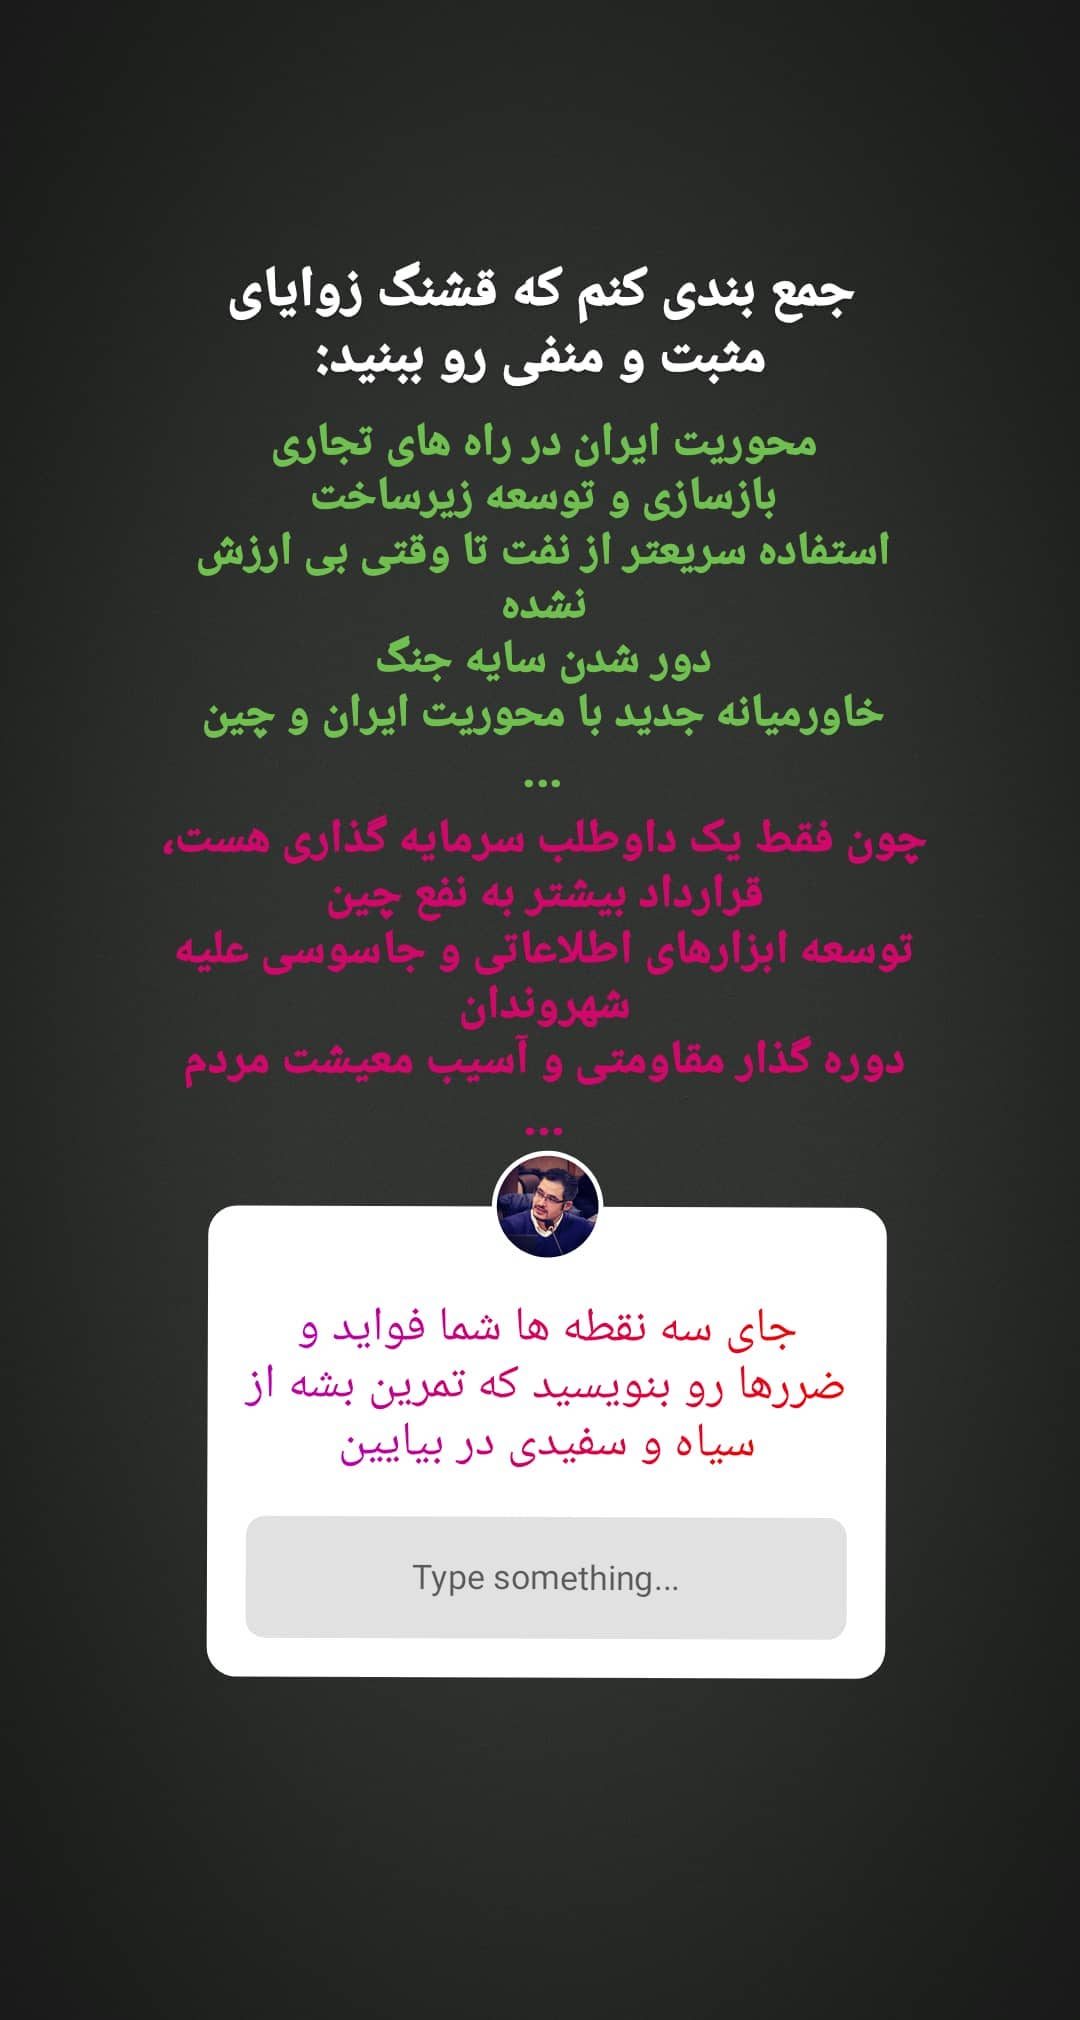 جمع بندی کنم که قشنگ زوایای
مثبت و منفی رو ببنید:
محوریت ایران در راه های تجاری
بازسازی و توسعه زیرساخت
استفاده سریعتر از نفت تا وقتی بی ارزش
نشده
دور شدن سایه جنگ
خاورمیانه جدید با محوریت ایران و چین
...
چون فقط یک داوطلب سرمایه گذاری هست،
قرارداد بیشتر به نفع چین
توسعه ابزارهای اطلاعاتی و جاسوسی علیه
شهروندان
دوره گذار مقاومتی و آسیب معیشت مردم
...
جای سه نقطه ها شما فواید و
ضررها رو بنویسید که تمرین بشه از
سیاه و سفیدی در بیایین
Type something...